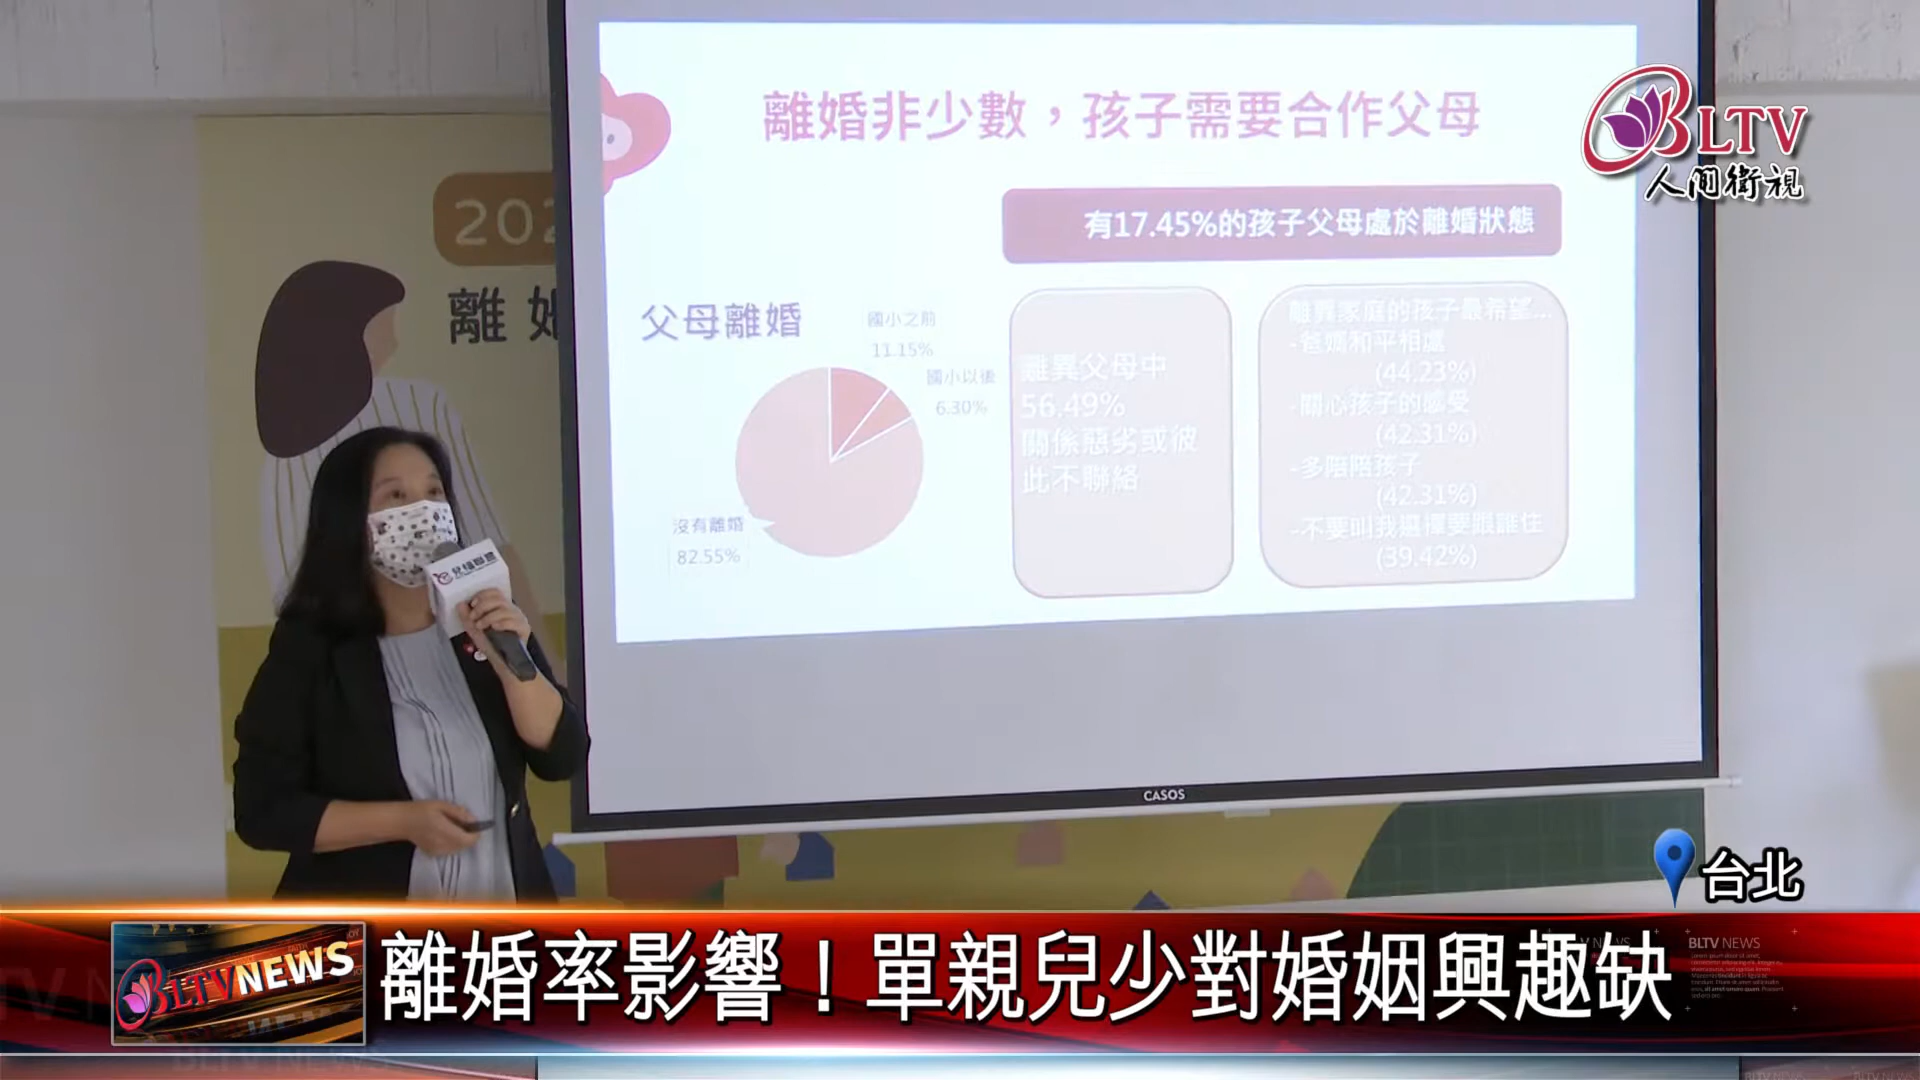 離婚非少數，孩子需要合作父母
BLTV
人間衛視
有17.45%的孩子父母處於離婚狀態
202
離 婚
父母離婚
國小之前
11.15%
國小以後
6.30%
沒有離婚
82.55%
離異父母中
56.49%
關係惡劣或彼
此不聯絡
離異家庭的孩子最希望...
-爸媽和平相處
(44.23%)
-關心孩子的感受
(42.31%)
-多陪陪孩子
(42.31%)
-不要叫我選擇要跟誰住
(39.42%)
兒福聯盟
CASOS
台北
BLTVNEWS
離婚率影響！單親兒少對婚姻興趣缺
BLTV NEWS